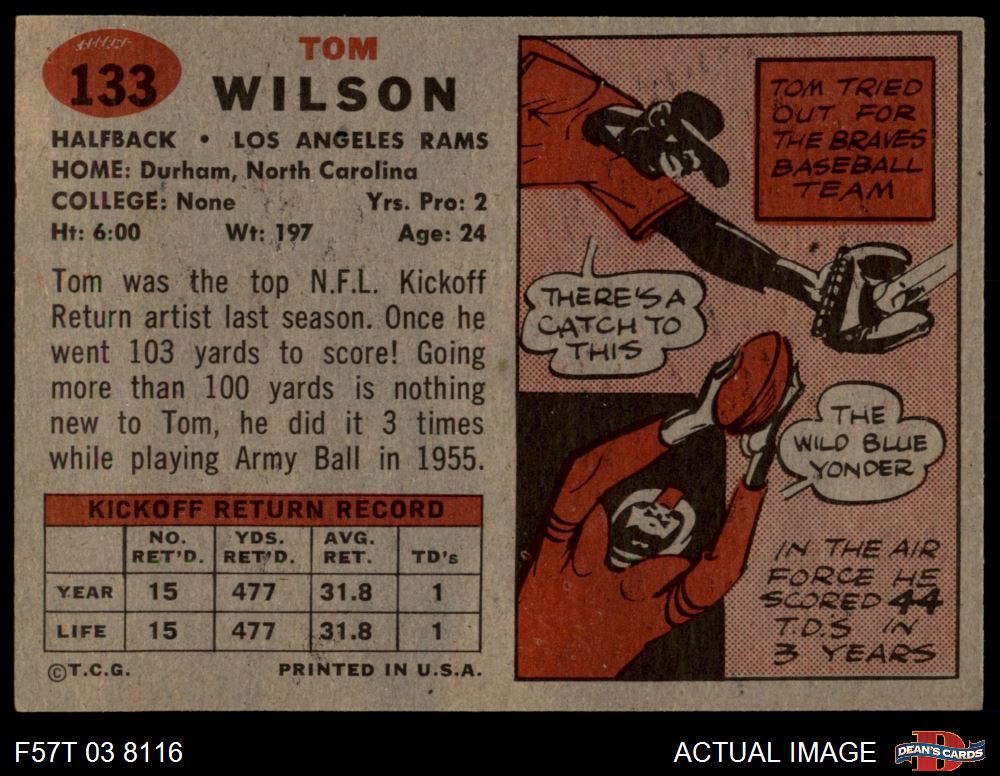 133
TOM
WILSON
HALFBACK • LOS ANGELES RAMS
HOME: Durham, North Carolina
COLLEGE: None Yrs. Pro: 2
Ht: 6:00 Wt: 197 Age: 24
Tom was the top N.F.L. Kickoff
Return artist last season. Once he
went 103 yards to score! Going
more than 100 yards is nothing
new to Tom, he did it 3 times
while playing Army Ball in 1955.
KICKOFF RETURN RECORD
NO. RET'D. YDS. RET'D. AVG. RET. TD's
YEAR 15 477 31.8 1
LIFE 15 477 31.8 1
©T.C.G. PRINTED IN U.S.A.
TOM TRIED
OUT FOR
THE BRAVES
BASEBALL
TEAM
THERE'S A
CATCH TO
THIS
THE
WILD BLUE
YONDER
IN THE AIR
FORCE HE
SCORED 44
T.D.S IN
3 YEARS
F57T 03 8116
ACTUAL IMAGE
D
DEAN'S CARDS